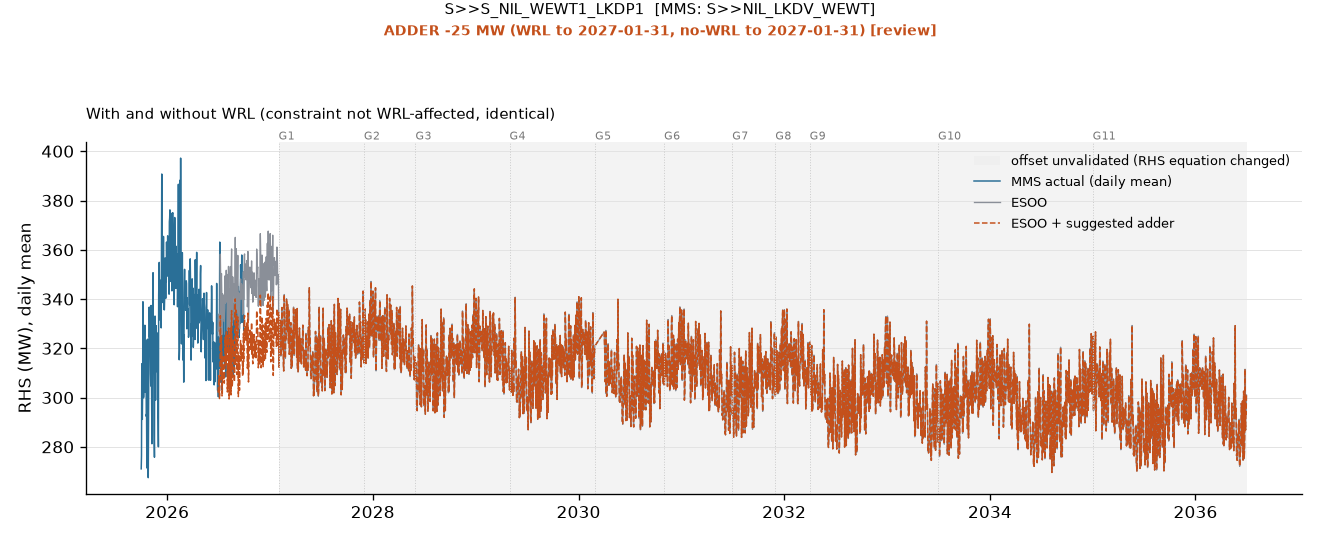 S>>S_NIL_WEWT1_LKDP1  [MMS: S>>NIL_LKDV_WEWT]
ADDER -25 MW (WRL to 2027-01-31, no-WRL to 2027-01-31) [review]
With and without WRL (constraint not WRL-affected, identical)
G1 G2 G3 G4 G5 G6 G7 G8 G9 G10 G11
offset unvalidated (RHS equation changed)
MMS actual (daily mean)
ESOO
ESOO + suggested adder
RHS (MW), daily mean
400
380
360
340
320
300
280
2026 2028 2030 2032 2034 2036